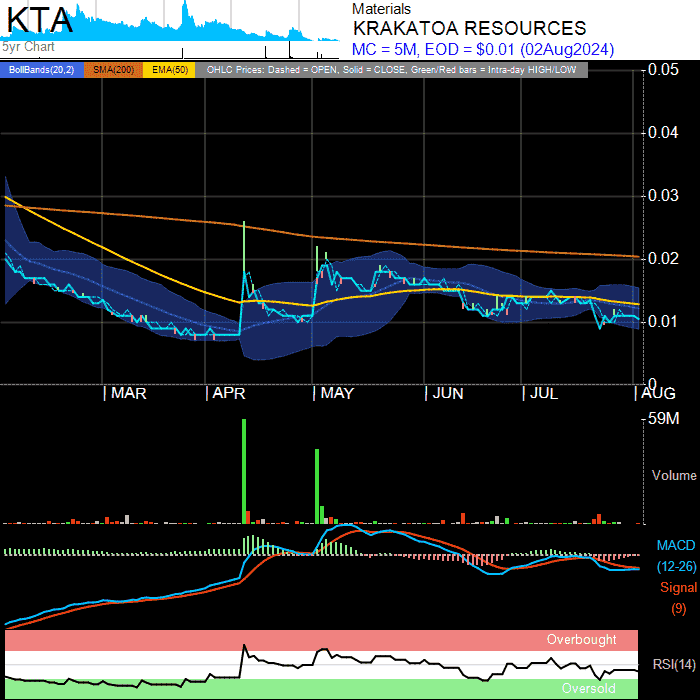 KTA
Materials
KRAKATOA RESOURCES
MC = 5M, EOD = $0.01 (02Aug2024)
5yr Chart
BollBands(20,2) SMA(200) EMA(50) OHLC Prices: Dashed = OPEN, Solid = CLOSE, Green/Red bars = Intra-day HIGH/LOW
0.05
0.04
0.03
0.02
0.01
0
MAR APR MAY JUN JUL AUG
59M
Volume
MACD
(12-26)
Signal
(9)
Overbought
RSI(14)
Oversold